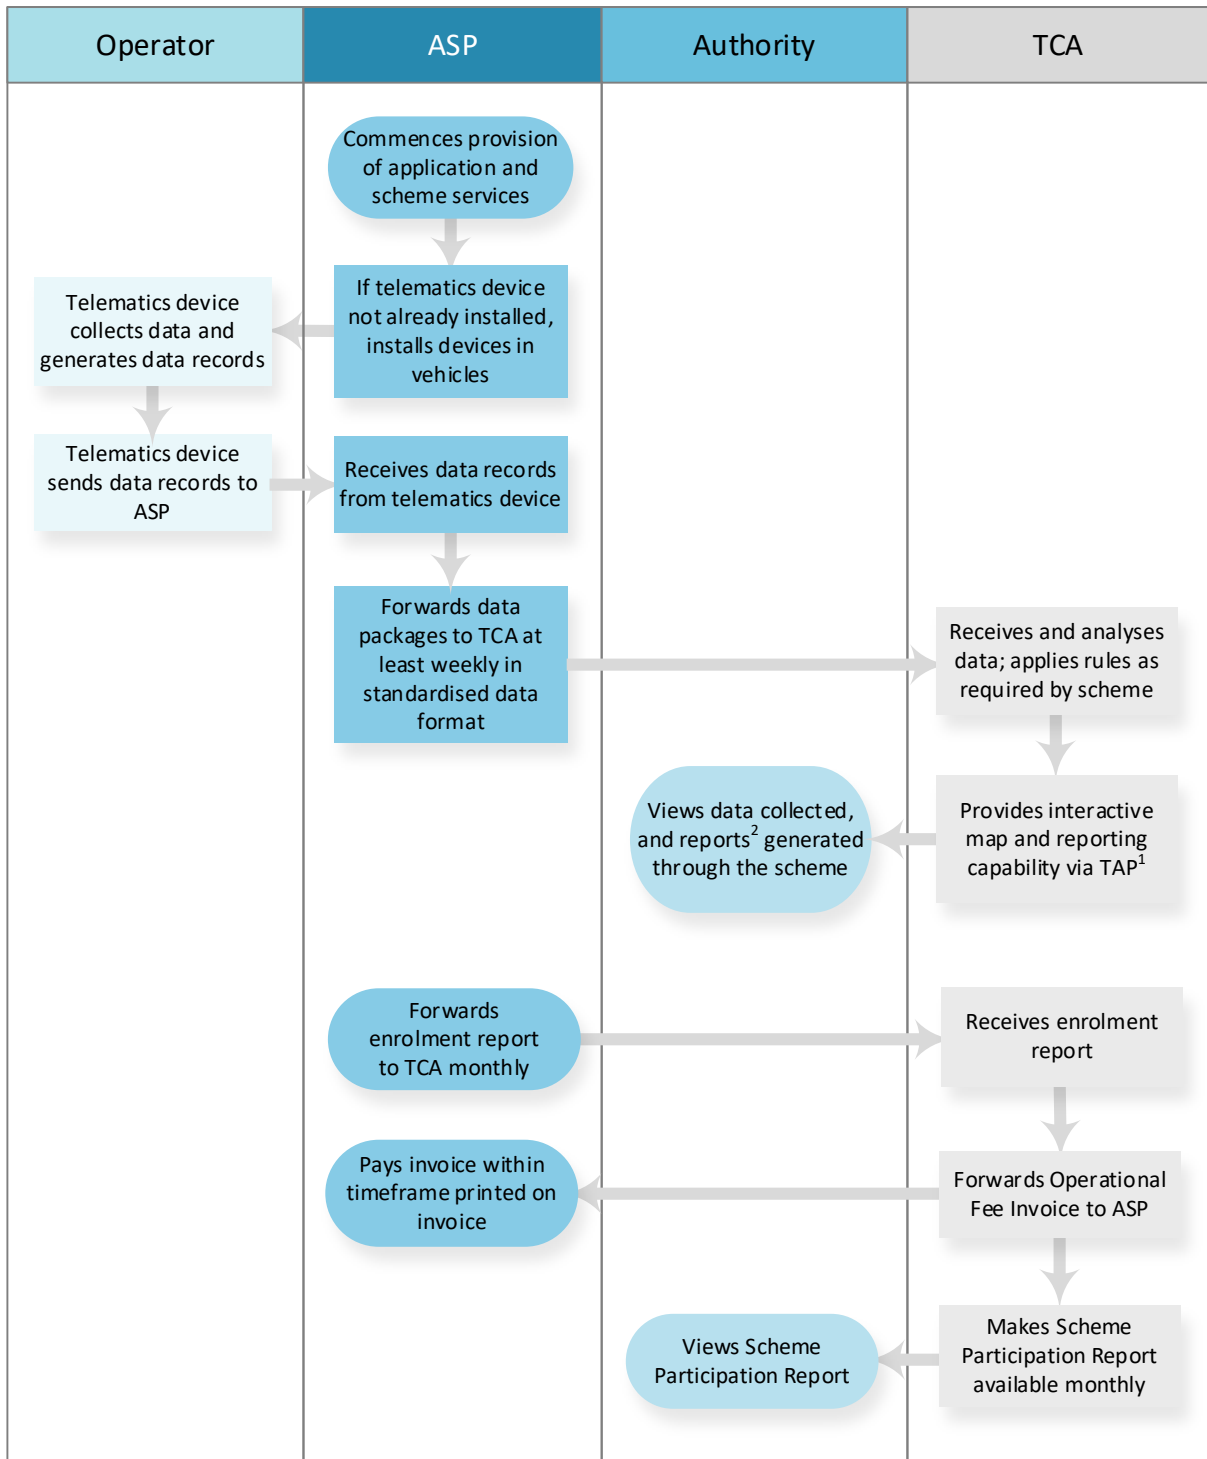 Operator
ASP
Authority
TCA
Commences provision
of application and
scheme services
If telematics device
not already installed,
installs devices in
vehicles
Telematics device
collects data and
generates data records
Telematics device
sends data records to
ASP
Receives data records
from telematics device
Forwards data
packages to TCA at
least weekly in
standardised data
format
Receives and analyses
data; applies rules as
required by scheme
Provides interactive
map and reporting
capability via TAP¹
Views data collected,
and reports² generated
through the scheme
Forwards
enrolment report
to TCA monthly
Receives enrolment
report
Forwards Operational
Fee Invoice to ASP
Pays invoice within
timeframe printed on
invoice
Makes Scheme
Participation Report
available monthly
Views Scheme
Participation Report